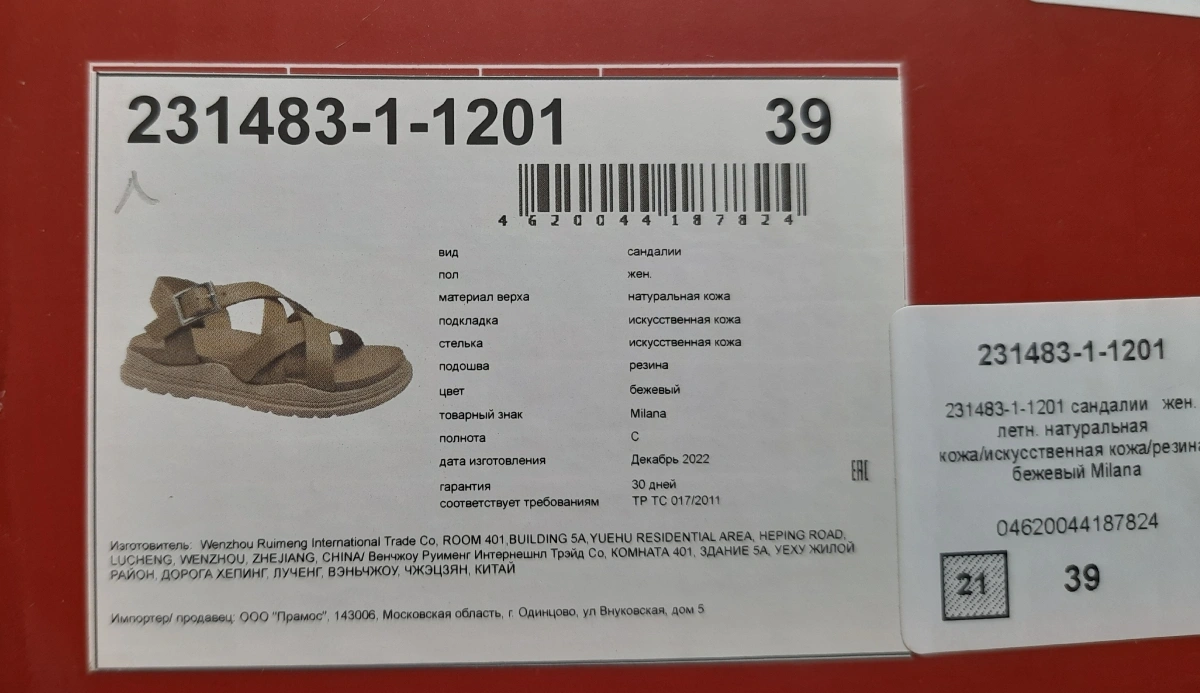 231483-1-1201 39
4 620044 187824
вид сандалии
пол жен.
материал верха натуральная кожа
подкладка искусственная кожа
стелька искусственная кожа
подошва резина
цвет бежевый
товарный знак Milana
полнота С
дата изготовления Декабрь 2022
гарантия 30 дней
соответствует требованиям ТР ТС 017/2011
EAC
Изготовитель: Wenzhou Ruimeng International Trade Co, ROOM 401,BUILDING 5A,YUEHU RESIDENTIAL AREA, HEPING ROAD,
LUCHENG, WENZHOU, ZHEJIANG, CHINA/ Венчжоу Руименг Интернешнл Трэйд Со, КОМНАТА 401, ЗДАНИЕ 5А, УЕХУ ЖИЛОЙ
РАЙОН, ДОРОГА ХЕПИНГ, ЛУЧЕНГ, ВЭНЬЧЖОУ, ЧЖЭЦЗЯН, КИТАЙ
Импортер/ продавец: ООО "Прамос", 143006, Московская область, г. Одинцово, ул Внуковская, дом 5
231483-1-1201
231483-1-1201 сандалии жен.
летн. натуральная
кожа/искусственная кожа/резина
бежевый Milana
04620044187824
21 39